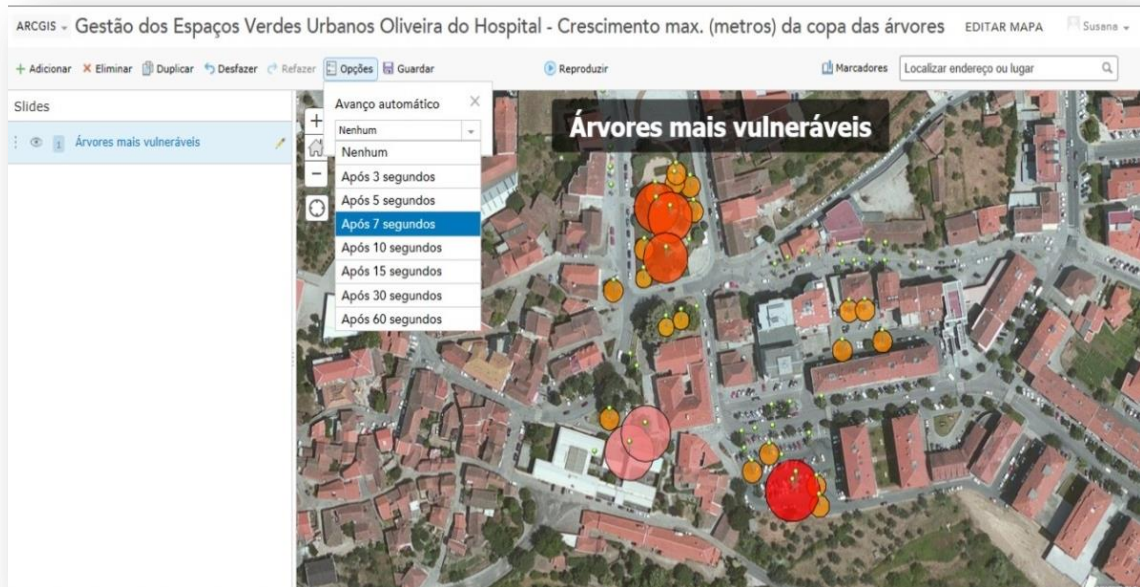 ARCGIS Gestão dos Espaços Verdes Urbanos Oliveira do Hospital - Crescimento max. (metros) da copa das árvores EDITAR MAPA Susana
+ Adicionar X Eliminar Duplicar Desfazer Refazer Opções Guardar Reproduzir Marcadores Localizar endereço ou lugar
Slides
1 Árvores mais vulneráveis
Avanço automático X
Nenhum
Nenhum
Após 3 segundos
Após 5 segundos
Após 7 segundos
Após 10 segundos
Após 15 segundos
Após 30 segundos
Após 60 segundos
+
−
Árvores mais vulneráveis